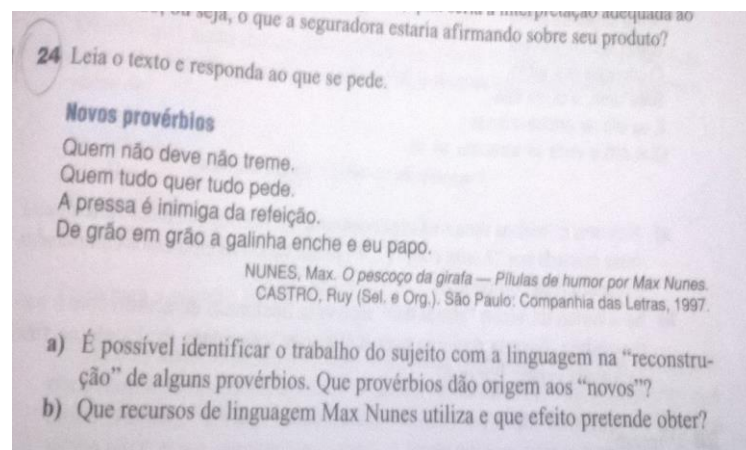 seja, o que a seguradora estaria afirmando sobre seu produto?
24 Leia o texto e responda ao que se pede.
Novos provérbios
Quem não deve não treme.
Quem tudo quer tudo pede.
A pressa é inimiga da refeição.
De grão em grão a galinha enche e eu papo.
NUNES, Max. O pescoço da girafa — Pílulas de humor por Max Nunes.
CASTRO, Ruy (Sel. e Org.). São Paulo: Companhia das Letras, 1997.
a) É possível identificar o trabalho do sujeito com a linguagem na “reconstru-
ção” de alguns provérbios. Que provérbios dão origem aos “novos”?
b) Que recursos de linguagem Max Nunes utiliza e que efeito pretende obter?